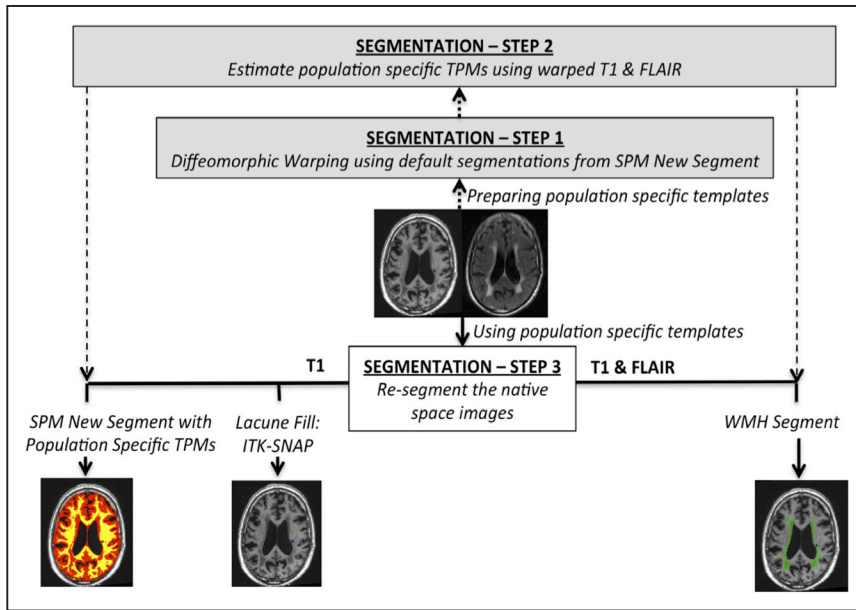 SEGMENTATION – STEP 2
Estimate population specific TPMs using warped T1 & FLAIR
SEGMENTATION – STEP 1
Diffeomorphic Warping using default segmentations from SPM New Segment
Preparing population specific templates
Using population specific templates
T1
SEGMENTATION – STEP 3
Re-segment the native
space images
T1 & FLAIR
SPM New Segment with
Population Specific TPMs
Lacune Fill:
ITK-SNAP
WMH Segment